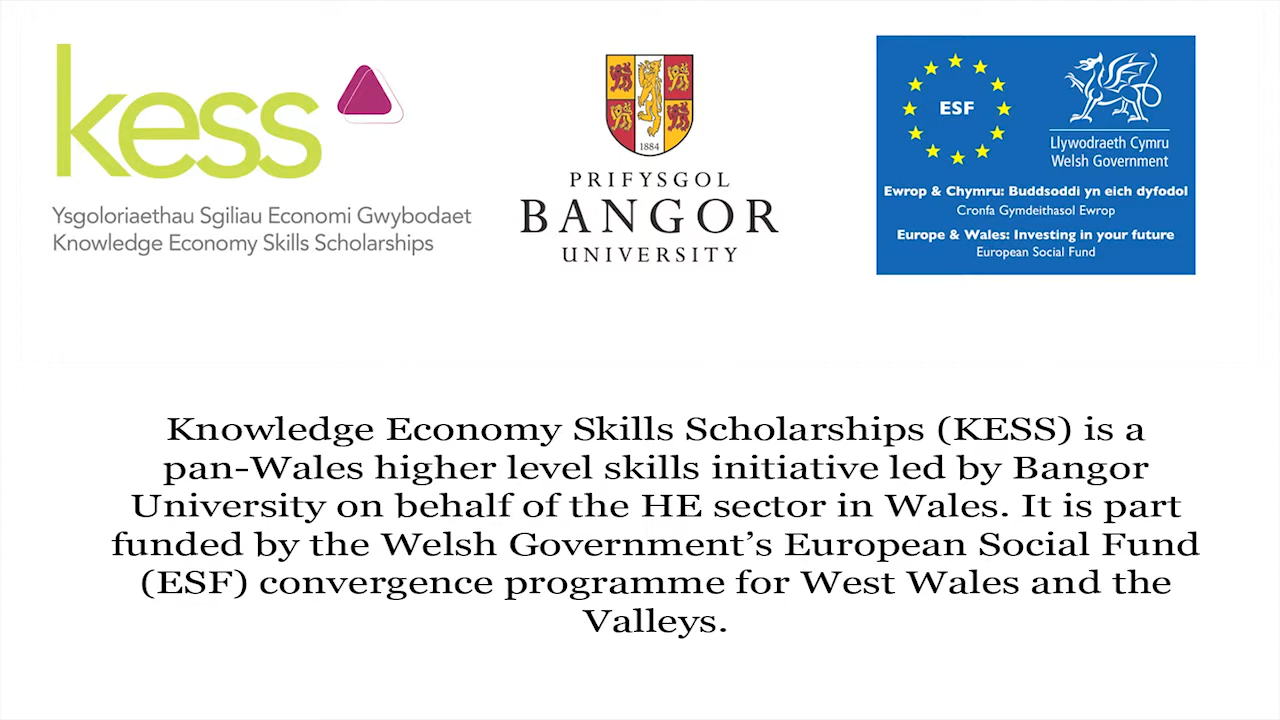 kess
Ysgoloriaethau Sgiliau Economi Gwybodaet
Knowledge Economy Skills Scholarships
1884
PRIFYSGOL
BANGOR
UNIVERSITY
ESF
Llywodraeth Cymru
Welsh Government
Ewrop & Chymru: Buddsoddi yn eich dyfodol
Cronfa Gymdeithasol Ewrop
Europe & Wales: Investing in your future
European Social Fund
Knowledge Economy Skills Scholarships (KESS) is a
pan-Wales higher level skills initiative led by Bangor
University on behalf of the HE sector in Wales. It is part
funded by the Welsh Government’s European Social Fund
(ESF) convergence programme for West Wales and the
Valleys.